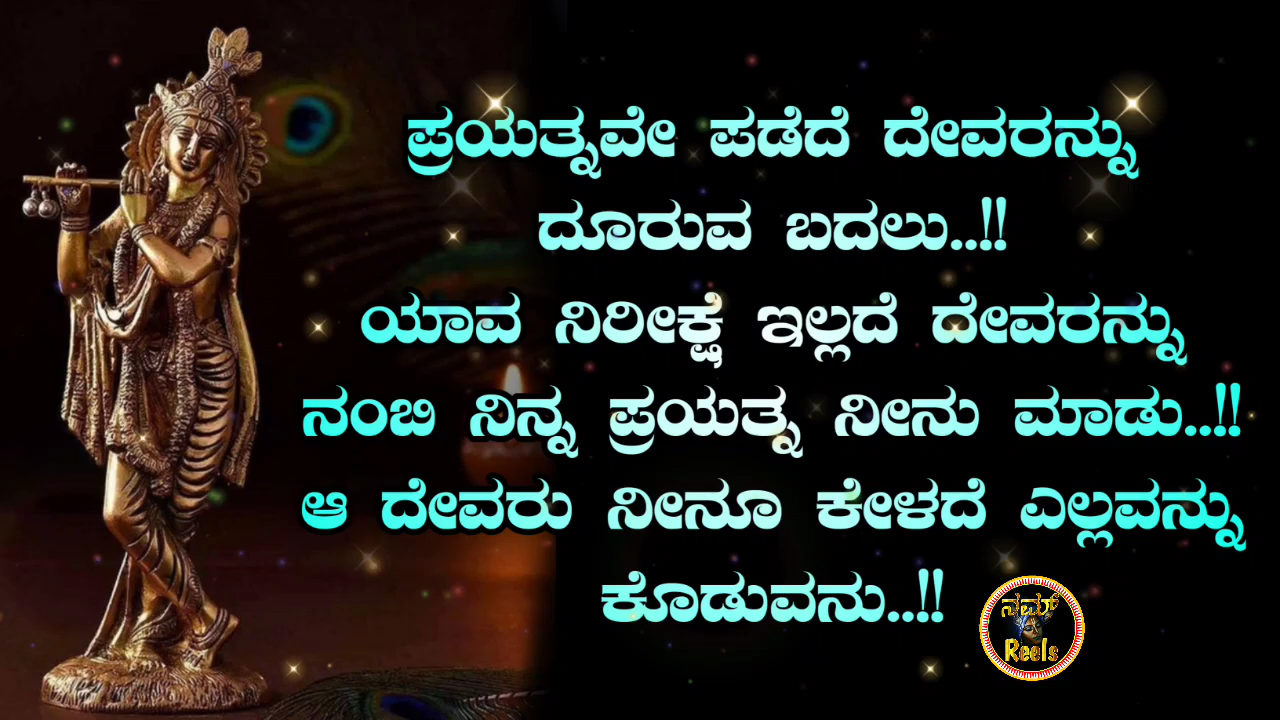 ಪ್ರಯತ್ನವೇ ಪಡೆದೆ ದೇವರನ್ನು
ದೂರುವ ಬದಲು..!!
ಯಾವ ನಿರೀಕ್ಷೆ ಇಲ್ಲದೆ ದೇವರನ್ನು
ನಂಬಿ ನಿನ್ನ ಪ್ರಯತ್ನ ನೀನು ಮಾಡು..!!
ಆ ದೇವರು ನೀನೂ ಕೇಳದೆ ಎಲ್ಲವನ್ನು
ಕೊಡುವನು..!!
ನಮ್
Reels